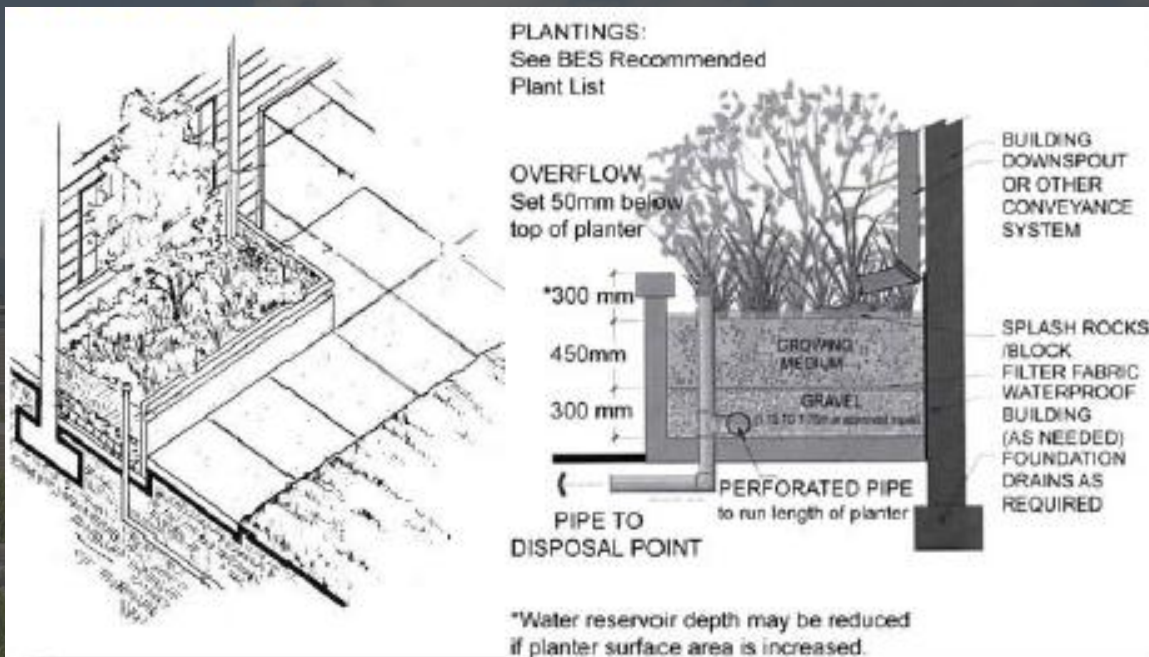 PLANTINGS:
See BES Recommended
Plant List
OVERFLOW
Set 50mm below
top of planter
*300 mm
450mm
300 mm
GROWING
MEDIUM
GRAVEL
BUILDING
DOWNSPOUT
OR OTHER
CONVEYANCE
SYSTEM
SPLASH ROCKS
/BLOCK
FILTER FABRIC
WATERPROOF
BUILDING
(AS NEEDED)
FOUNDATION
DRAINS AS
REQUIRED
PERFORATED PIPE
to run length of planter
PIPE TO
DISPOSAL POINT
*Water reservoir depth may be reduced
if planter surface area is increased.